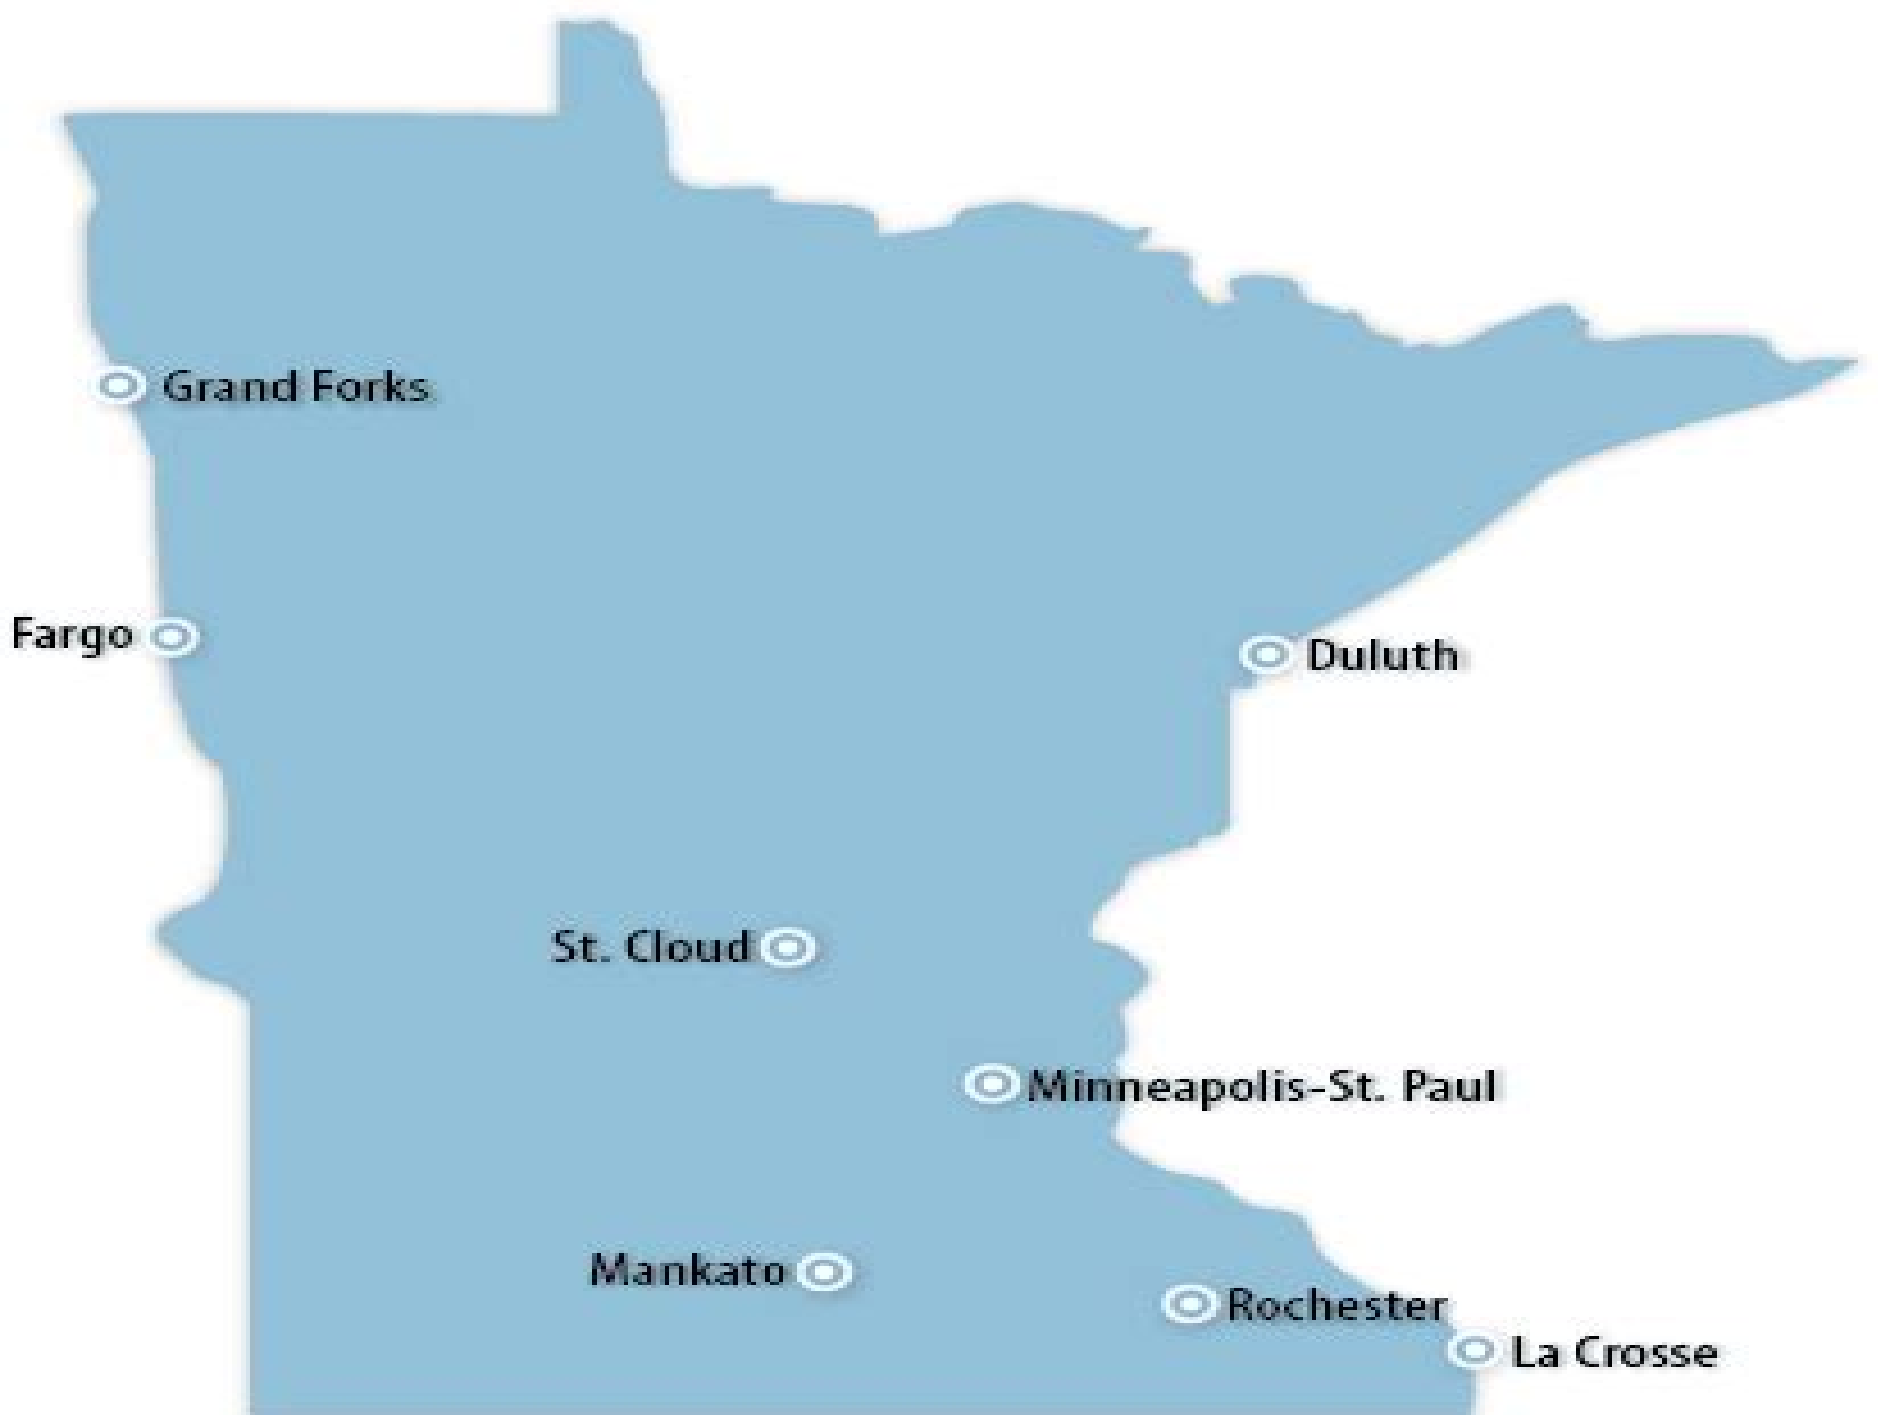 Grand Forks
Fargo
Duluth
St. Cloud
Minneapolis-St. Paul
Mankato
Rochester
La Crosse